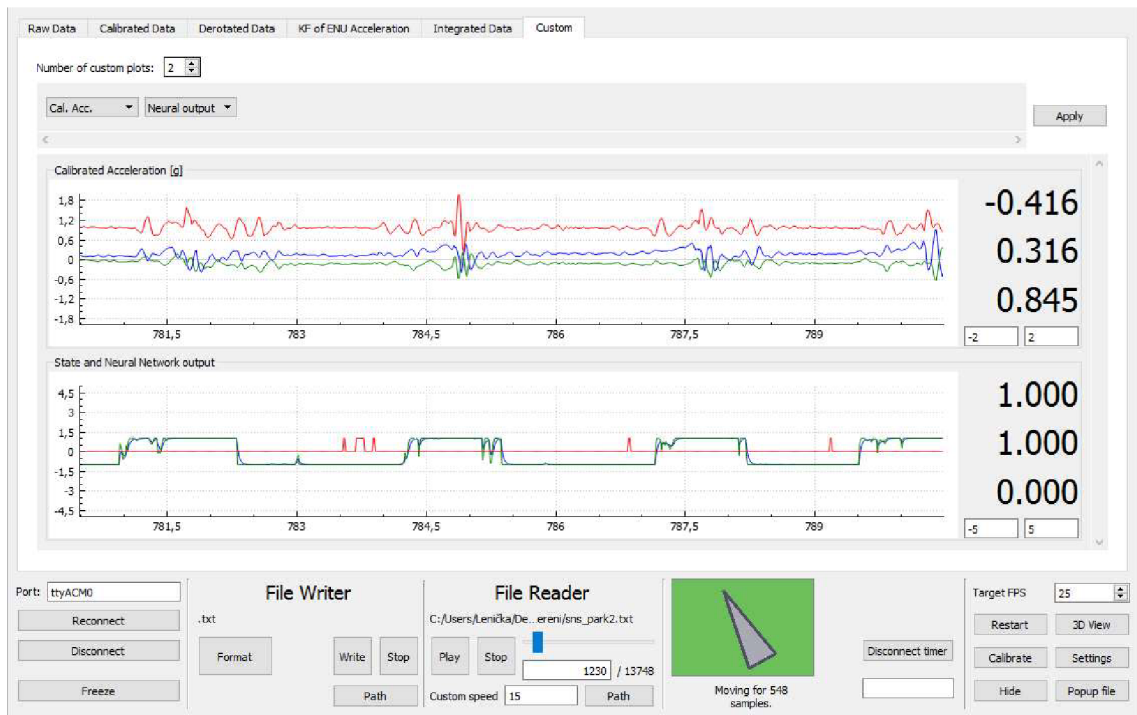 Raw Data Calibrated Data Derotated Data KF of ENU Acceleration Integrated Data Custom
Number of custom plots: 2
Cal. Acc. Neural output
Apply
Calibrated Acceleration [g]
1,8
1,2
0,6
0
-0,5
-1,2
-1,8
781,5 783 784,5 786 787,5 789
-0.416
0.316
0.845
-2 2
State and Neural Network output
4,5
3
1,5
0
-1,5
-3
-4,5
781,5 783 784,5 786 787,5 789
1.000
1.000
0.000
-5 5
Port: ttyACM0
Reconnect
Disconnect
Freeze
File Writer
.txt
Format Write Stop
Path
File Reader
C:/Users/Lenička/De...ereni/sns_park2.txt
Play Stop
1230 / 13748
Custom speed 15 Path
Moving for 548
samples.
Disconnect timer
Target FPS 25
Restart 3D View
Calibrate Settings
Hide Popup file